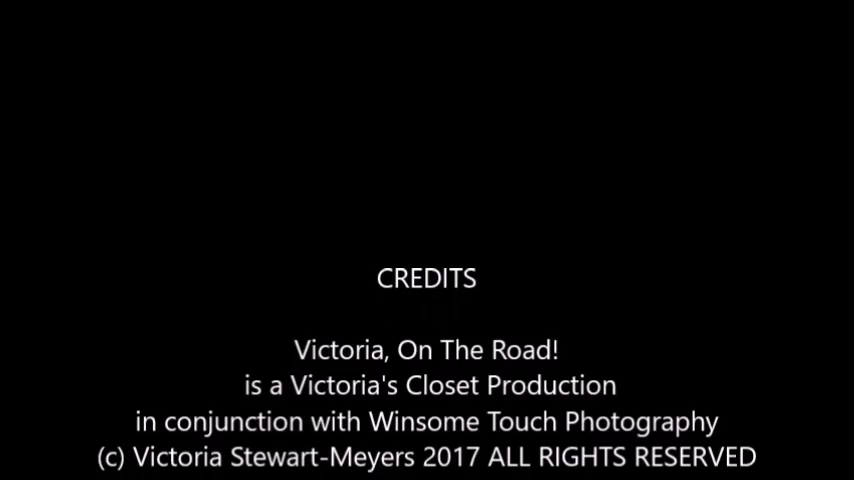 CREDITS
Victoria, On The Road!
is a Victoria's Closet Production
in conjunction with Winsome Touch Photography
(c) Victoria Stewart-Meyers 2017 ALL RIGHTS RESERVED